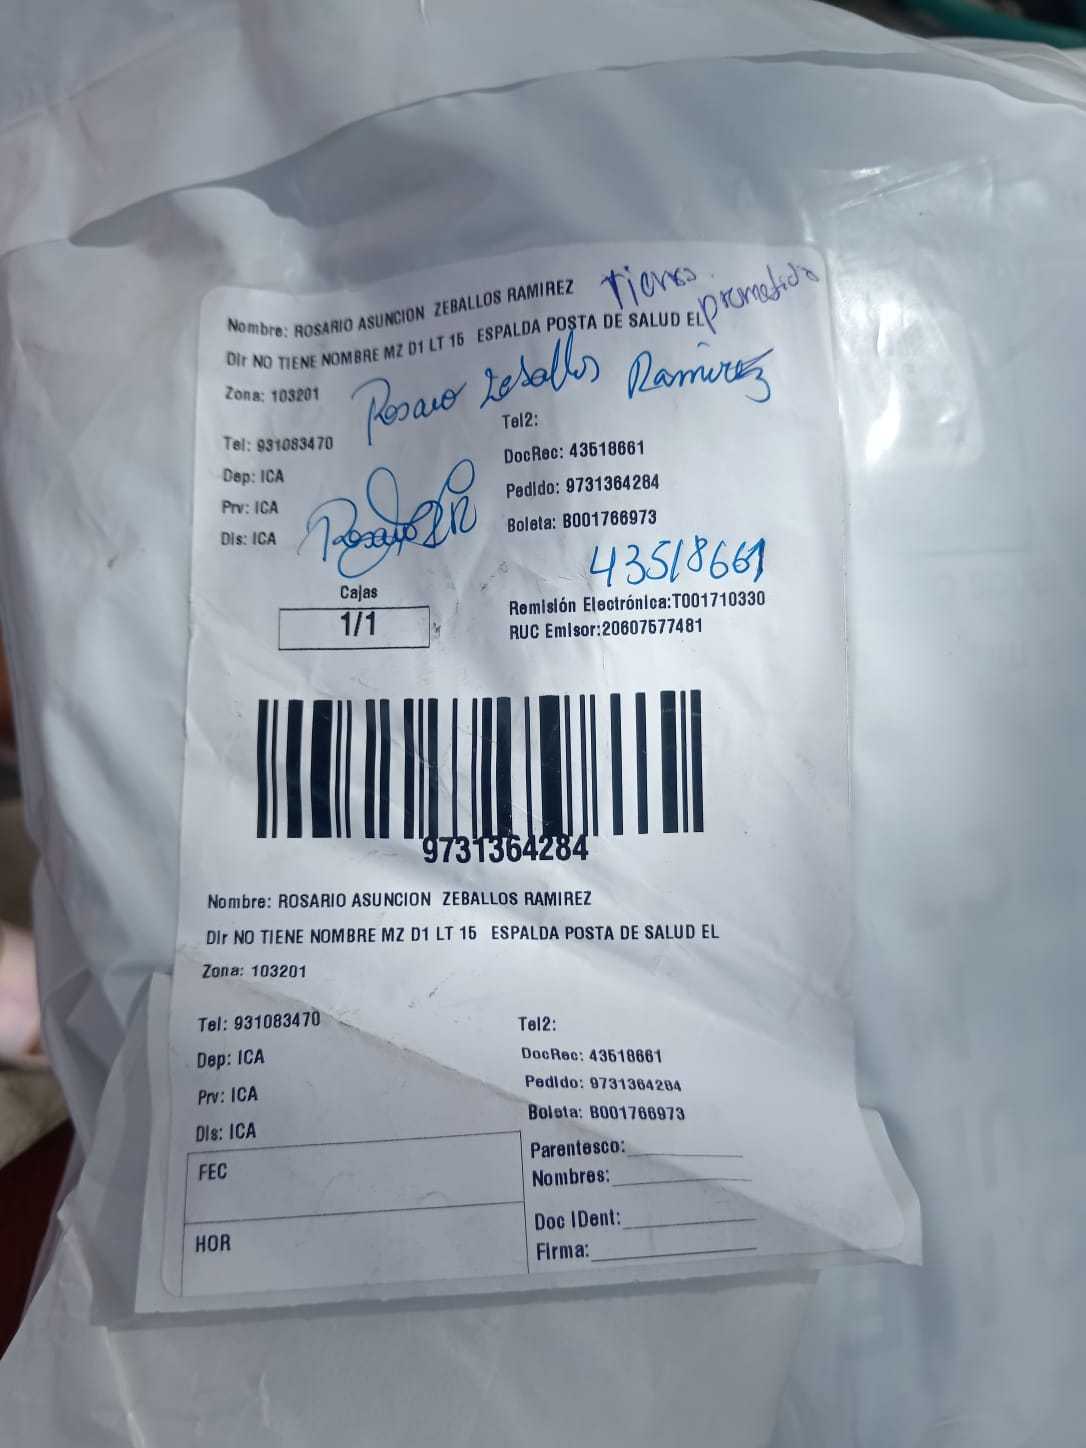 Nombre: ROSARIO ASUNCION ZEBALLOS RAMIREZ Tierra prometida
Dir NO TIENE NOMBRE MZ D1 LT 15 ESPALDA POSTA DE SALUD EL
Zona: 103201
Rosario Zeballos Ramirez
Tel: 931083470
Tel2:
Dep: ICA
DocRec: 43518661
Prv: ICA
Pedido: 9731364284
Dis: ICA
Boleta: B001766973
43518661
Cajas
1/1
Remisión Electrónica:T001710330
RUC Emisor:20607577481
9731364284
Nombre: ROSARIO ASUNCION ZEBALLOS RAMIREZ
Dir NO TIENE NOMBRE MZ D1 LT 15 ESPALDA POSTA DE SALUD EL
Zona: 103201
Tel: 931083470
Tel2:
Dep: ICA
DocRec: 43518661
Prv: ICA
Pedido: 9731364284
Dis: ICA
Boleta: B001766973
FEC
Parentesco:
Nombres:
HOR
Doc IDent:
Firma: